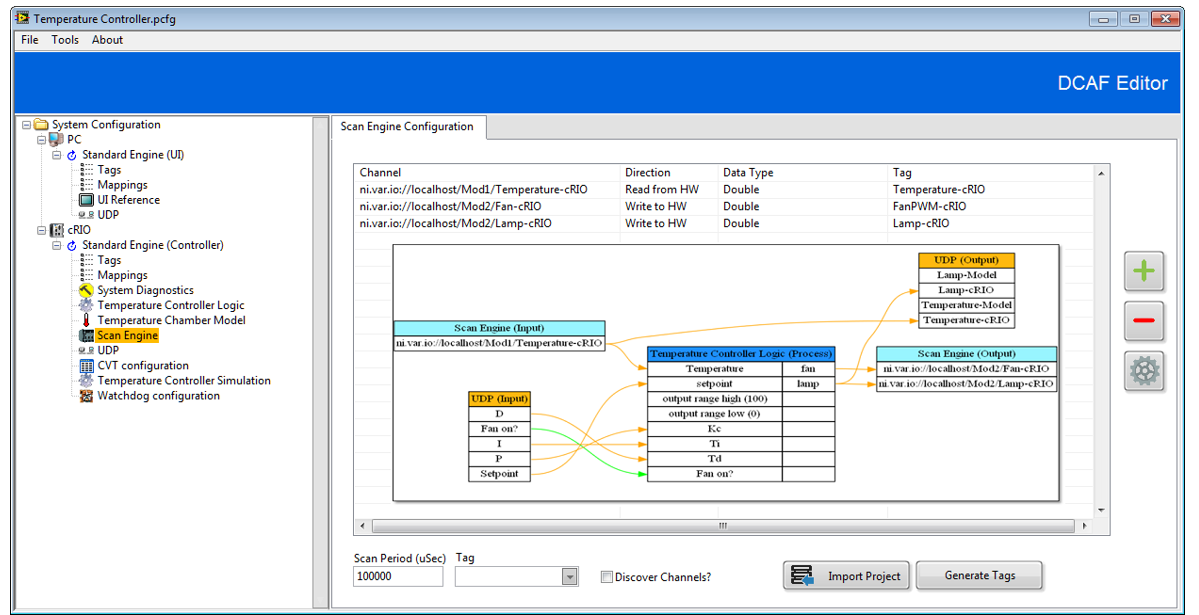 Temperature Controller.pcfg
File Tools About
DCAF Editor
System Configuration
PC
Standard Engine (UI)
Tags
Mappings
UI Reference
UDP
cRIO
Standard Engine (Controller)
Tags
Mappings
System Diagnostics
Temperature Controller Logic
Temperature Chamber Model
Scan Engine
UDP
CVT configuration
Temperature Controller Simulation
Watchdog configuration
Scan Engine Configuration
Channel Direction Data Type Tag
ni.var.io://localhost/Mod1/Temperature-cRIO Read from HW Double Temperature-cRIO
ni.var.io://localhost/Mod2/Fan-cRIO Write to HW Double FanPWM-cRIO
ni.var.io://localhost/Mod2/Lamp-cRIO Write to HW Double Lamp-cRIO
UDP (Output)
Lamp-Model
Lamp-cRIO
Temperature-Model
Temperature-cRIO
Scan Engine (Input)
ni.var.io://localhost/Mod1/Temperature-cRIO
Temperature Controller Logic (Process)
Temperature fan
setpoint lamp
output range high (100)
output range low (0)
Kc
Ti
Td
Fan on?
Scan Engine (Output)
ni.var.io://localhost/Mod2/Fan-cRIO
ni.var.io://localhost/Mod2/Lamp-cRIO
UDP (Input)
D
Fan on?
I
P
Setpoint
Scan Period (uSec) Tag
100000
Discover Channels?
Import Project
Generate Tags